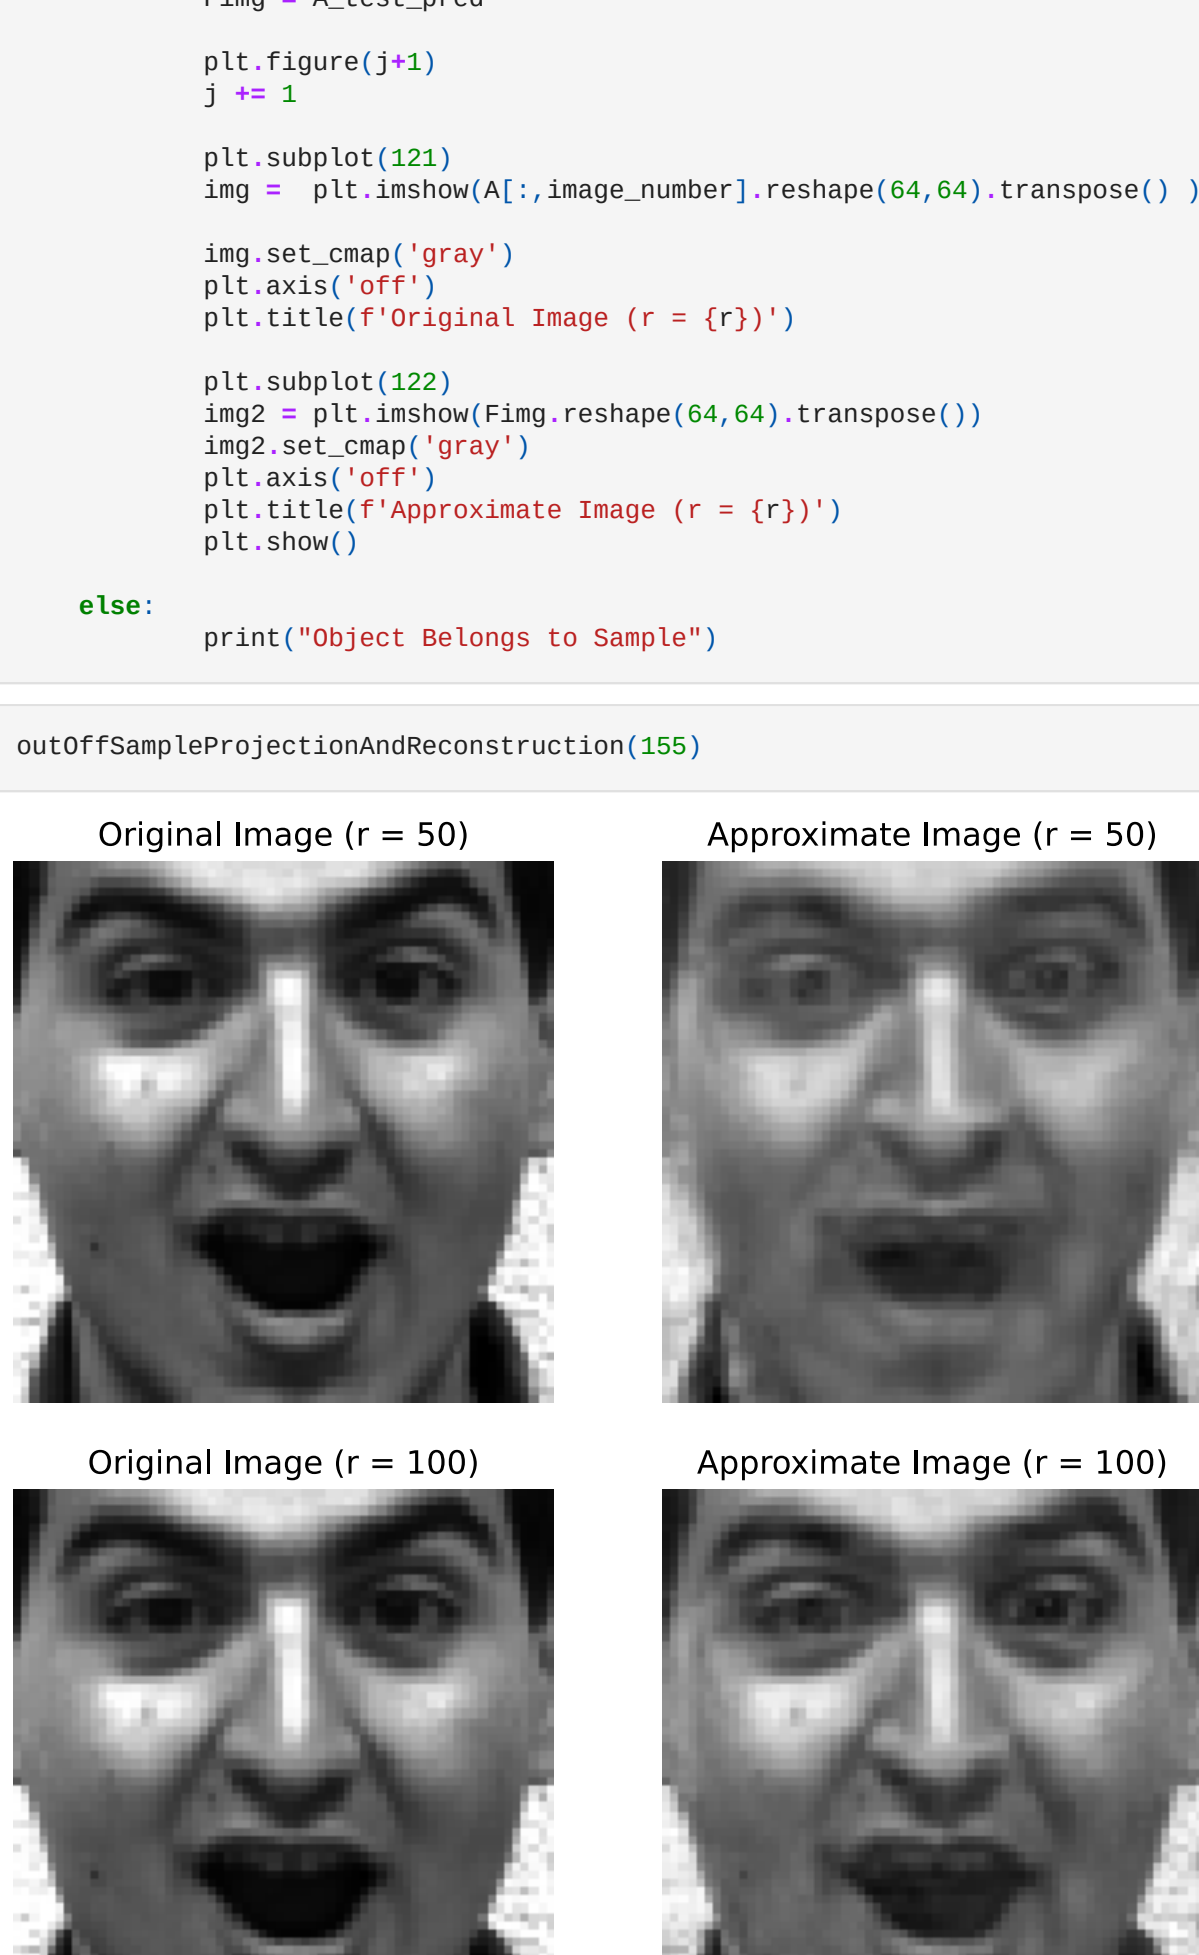 Fimg = A_test_pred
plt.figure(j+1)
j += 1
plt.subplot(121)
img =  plt.imshow(A[:,image_number].reshape(64,64).transpose() )
img.set_cmap('gray')
plt.axis('off')
plt.title(f'Original Image (r = {r})')
plt.subplot(122)
img2 = plt.imshow(Fimg.reshape(64,64).transpose())
img2.set_cmap('gray')
plt.axis('off')
plt.title(f'Approximate Image (r = {r})')
plt.show()
else:
print("Object Belongs to Sample")
outOffSampleProjectionAndReconstruction(155)
Original Image (r = 50)
Approximate Image (r = 50)
Original Image (r = 100)
Approximate Image (r = 100)